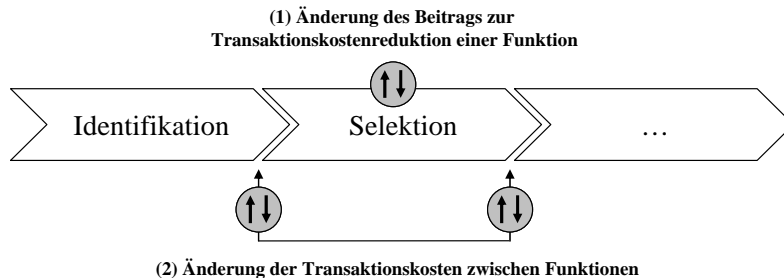 (1) Änderung des Beitrags zur
Transaktionskostenreduktion einer Funktion
Identifikation Selektion …
(2) Änderung der Transaktionskosten zwischen Funktionen